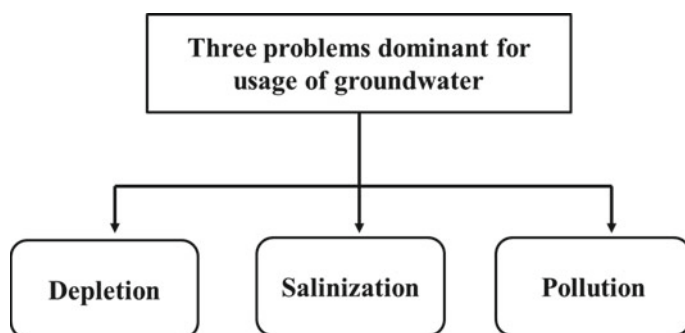 Three problems dominant for
usage of groundwater
Depletion
Salinization
Pollution